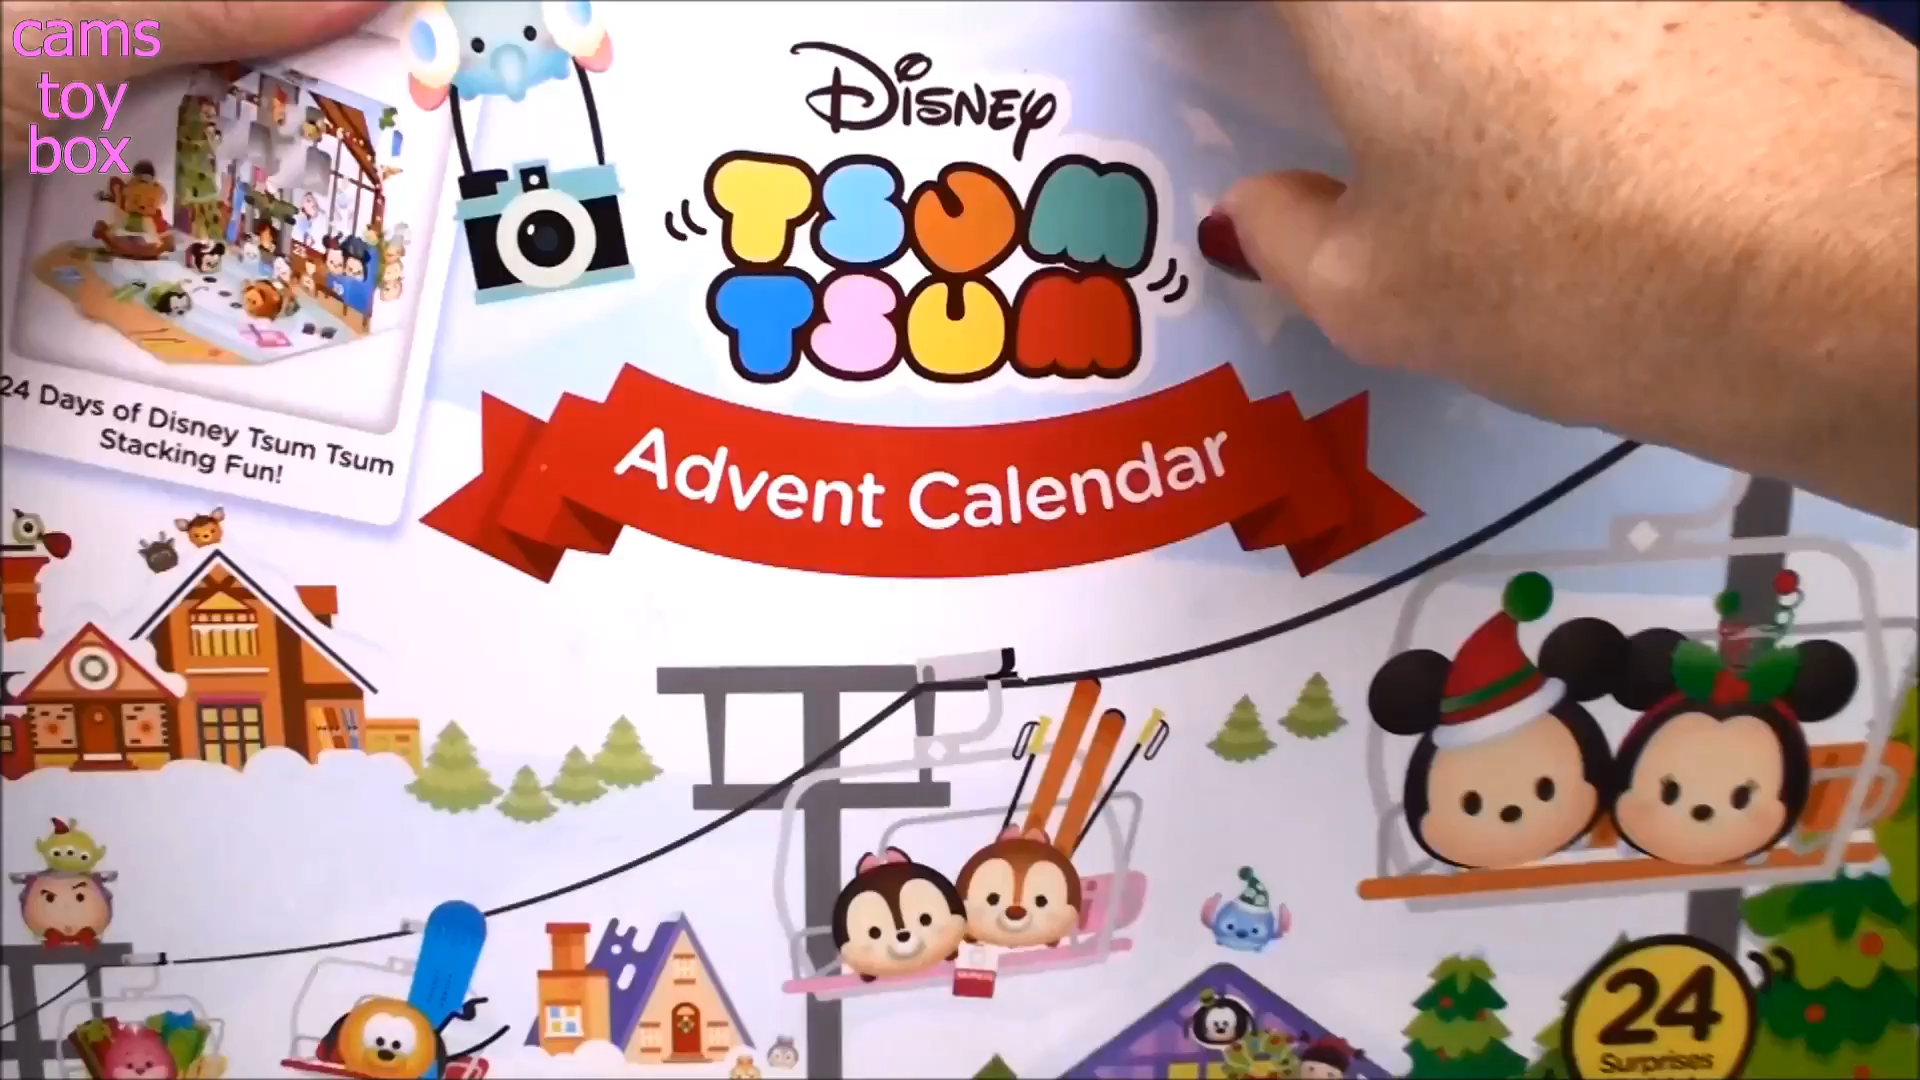 cams
toy
box
Disney
TSUM
TSUM
Advent Calendar
24 Days of Disney Tsum Tsum
Stacking Fun!
24
Surprises